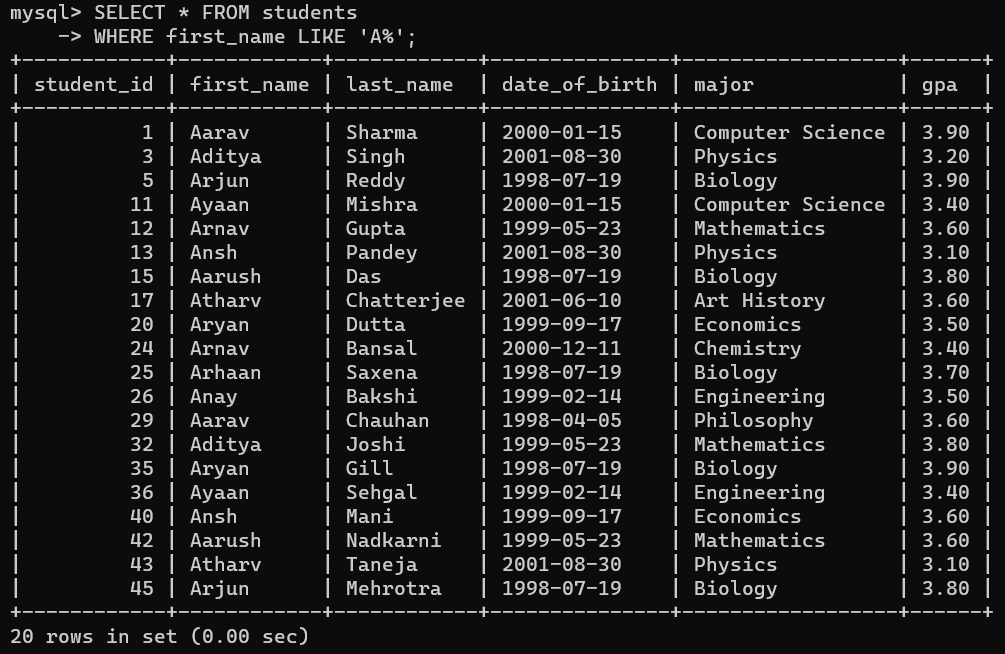 mysql> SELECT * FROM students
    -> WHERE first_name LIKE 'A%';
+------------+------------+------------+---------------+------------------+------+
| student_id | first_name | last_name  | date_of_birth | major            | gpa  |
+------------+------------+------------+---------------+------------------+------+
|          1 | Aarav      | Sharma     | 2000-01-15    | Computer Science | 3.90 |
|          3 | Aditya     | Singh      | 2001-08-30    | Physics          | 3.20 |
|          5 | Arjun      | Reddy      | 1998-07-19    | Biology          | 3.90 |
|         11 | Ayaan      | Mishra     | 2000-01-15    | Computer Science | 3.40 |
|         12 | Arnav      | Gupta      | 1999-05-23    | Mathematics      | 3.60 |
|         13 | Ansh       | Pandey     | 2001-08-30    | Physics          | 3.10 |
|         15 | Aarush     | Das        | 1998-07-19    | Biology          | 3.80 |
|         17 | Atharv     | Chatterjee | 2001-06-10    | Art History      | 3.60 |
|         20 | Aryan      | Dutta      | 1999-09-17    | Economics        | 3.50 |
|         24 | Arnav      | Bansal     | 2000-12-11    | Chemistry        | 3.40 |
|         25 | Arhaan     | Saxena     | 1998-07-19    | Biology          | 3.70 |
|         26 | Anay       | Bakshi     | 1999-02-14    | Engineering      | 3.50 |
|         29 | Aarav      | Chauhan    | 1998-04-05    | Philosophy       | 3.60 |
|         32 | Aditya     | Joshi      | 1999-05-23    | Mathematics      | 3.80 |
|         35 | Aryan      | Gill       | 1998-07-19    | Biology          | 3.90 |
|         36 | Ayaan      | Sehgal     | 1999-02-14    | Engineering      | 3.40 |
|         40 | Ansh       | Mani       | 1999-09-17    | Economics        | 3.60 |
|         42 | Aarush     | Nadkarni   | 1999-05-23    | Mathematics      | 3.60 |
|         43 | Atharv     | Taneja     | 2001-08-30    | Physics          | 3.10 |
|         45 | Arjun      | Mehrotra   | 1998-07-19    | Biology          | 3.80 |
+------------+------------+------------+---------------+------------------+------+
20 rows in set (0.00 sec)